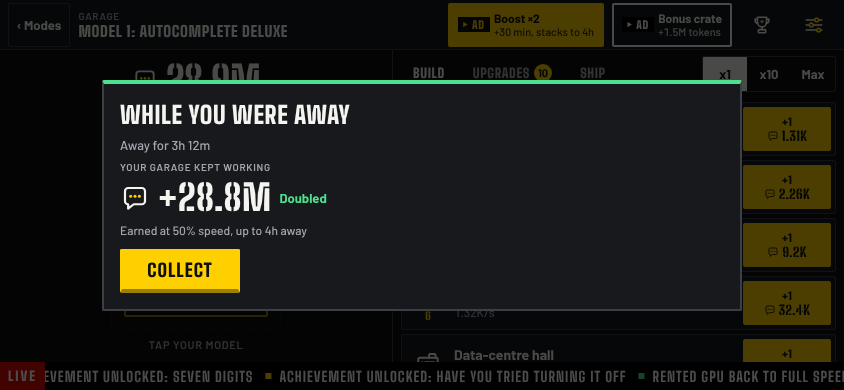 ‹ Modes
GARAGE
MODEL 1: AUTOCOMPLETE DELUXE
AD
Boost ×2
+30 min, stacks to 4h
AD
Bonus crate
+1.5M tokens
28.9M
BUILD
UPGRADES 10
SHIP
x1
x10
Max
WHILE YOU WERE AWAY
Away for 3h 12m
YOUR GARAGE KEPT WORKING
+28.8M Doubled
Earned at 50% speed, up to 4h away
COLLECT
+1
1.31K
+1
2.26K
+1
9.2K
+1
32.4K
6
1.32K/s
Data-centre hall
+1
TAP YOUR MODEL
LIVE
EVEMENT UNLOCKED: SEVEN DIGITS
ACHIEVEMENT UNLOCKED: HAVE YOU TRIED TURNING IT OFF
RENTED GPU BACK TO FULL SPEE